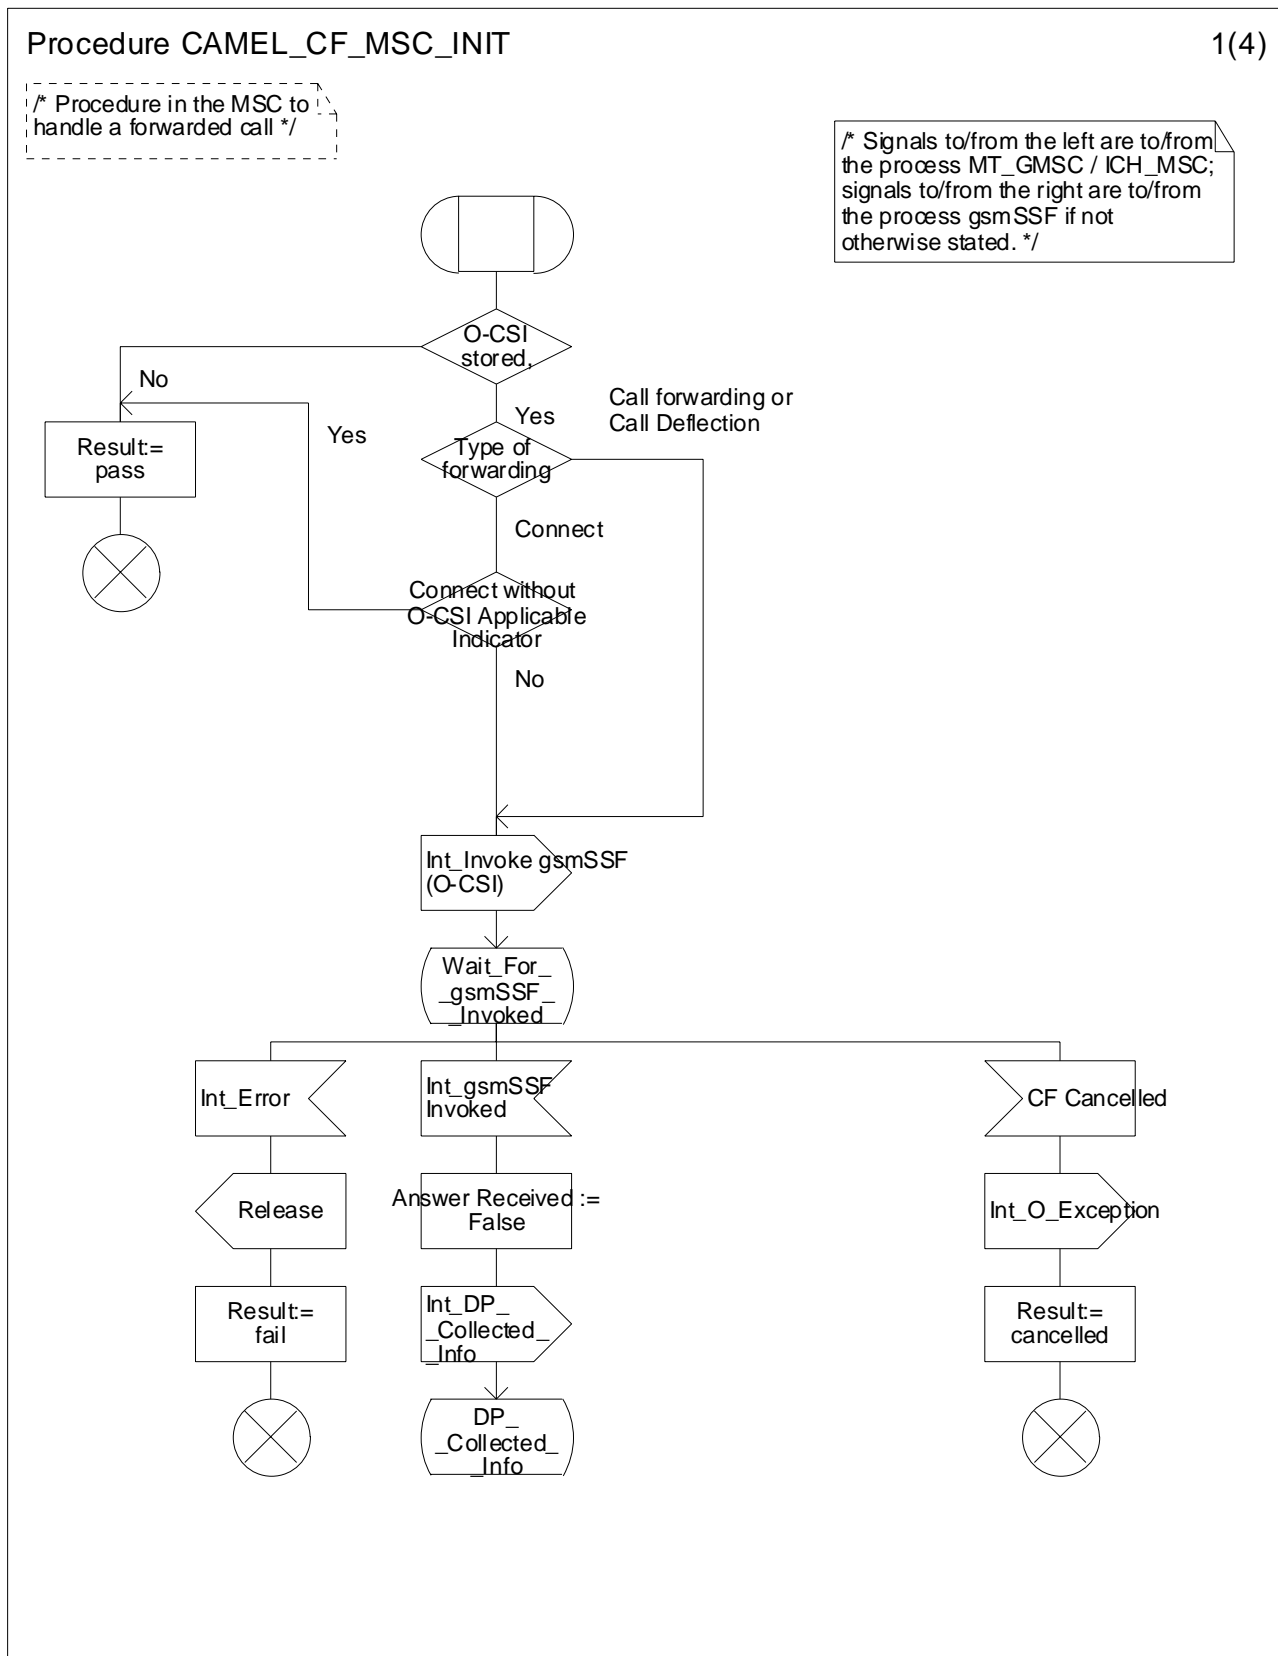 Procedure CAMEL_CF_MSC_INIT
1(4)
/* Procedure in the MSC to
handle a forwarded call */
/* Signals to/from the left are to/from
the process MT_GMSC / ICH_MSC;
signals to/from the right are to/from
the process gsmSSF if not
otherwise stated. */
O-CSI
stored,
No
Yes
Call forwarding or
Call Deflection
Result:=
pass
Yes
Type of
forwarding
Connect
Connect without
O-CSI Applicable
Indicator
No
Int_Invoke gsmSSF
(O-CSI)
Wait_For_
_gsmSSF_
_Invoked
Int_Error
Int_gsmSSF
Invoked
CF Cancelled
Release
Answer Received :=
False
Int_O_Exception
Result:=
fail
Int_DP_
_Collected_
_Info
Result:=
cancelled
DP_
_Collected_
_Info